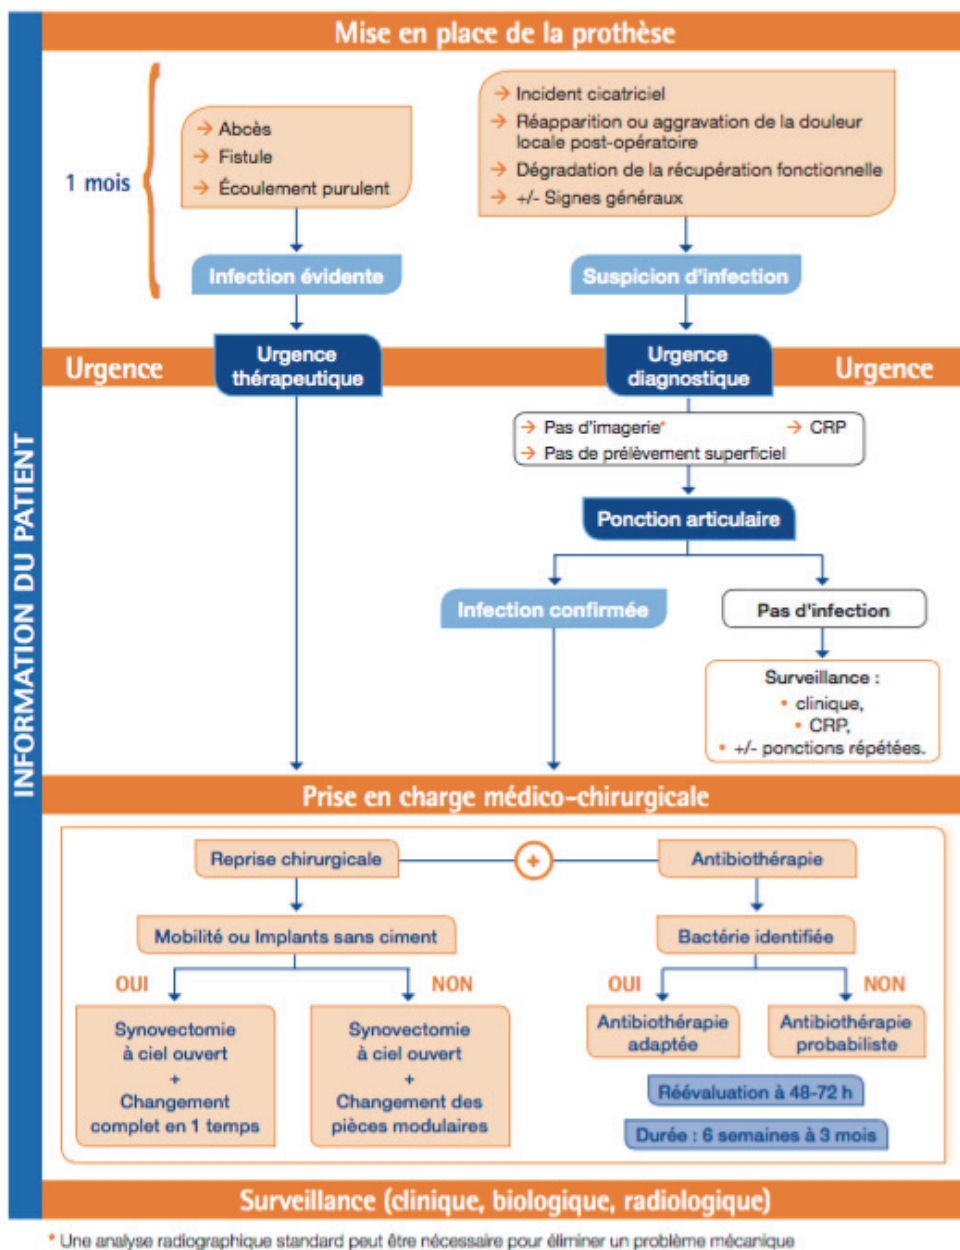 INFORMATION DU PATIENT
Mise en place de la prothèse
1 mois
→ Abcès
→ Fistule
→ Écoulement purulent
→ Incident cicatriciel
→ Réapparition ou aggravation de la douleur
locale post-opératoire
→ Dégradation de la récupération fonctionnelle
→ +/- Signes généraux
Infection évidente
Suspicion d'infection
Urgence
Urgence
thérapeutique
Urgence
diagnostique
Urgence
→ Pas d'imagerie*
→ CRP
→ Pas de prélèvement superficiel
Ponction articulaire
Infection confirmée
Pas d'infection
Surveillance :
• clinique,
• CRP,
• +/- ponctions répétées.
Prise en charge médico-chirurgicale
Reprise chirurgicale
+
Antibiothérapie
Mobilité ou Implants sans ciment
Bactérie identifiée
OUI
NON
OUI
NON
Synovectomie
à ciel ouvert
+
Changement
complet en 1 temps
Synovectomie
à ciel ouvert
+
Changement des
pièces modulaires
Antibiothérapie
adaptée
Antibiothérapie
probabiliste
Réévaluation à 48-72 h
Durée : 6 semaines à 3 mois
Surveillance (clinique, biologique, radiologique)
* Une analyse radiographique standard peut être nécessaire pour éliminer un problème mécanique